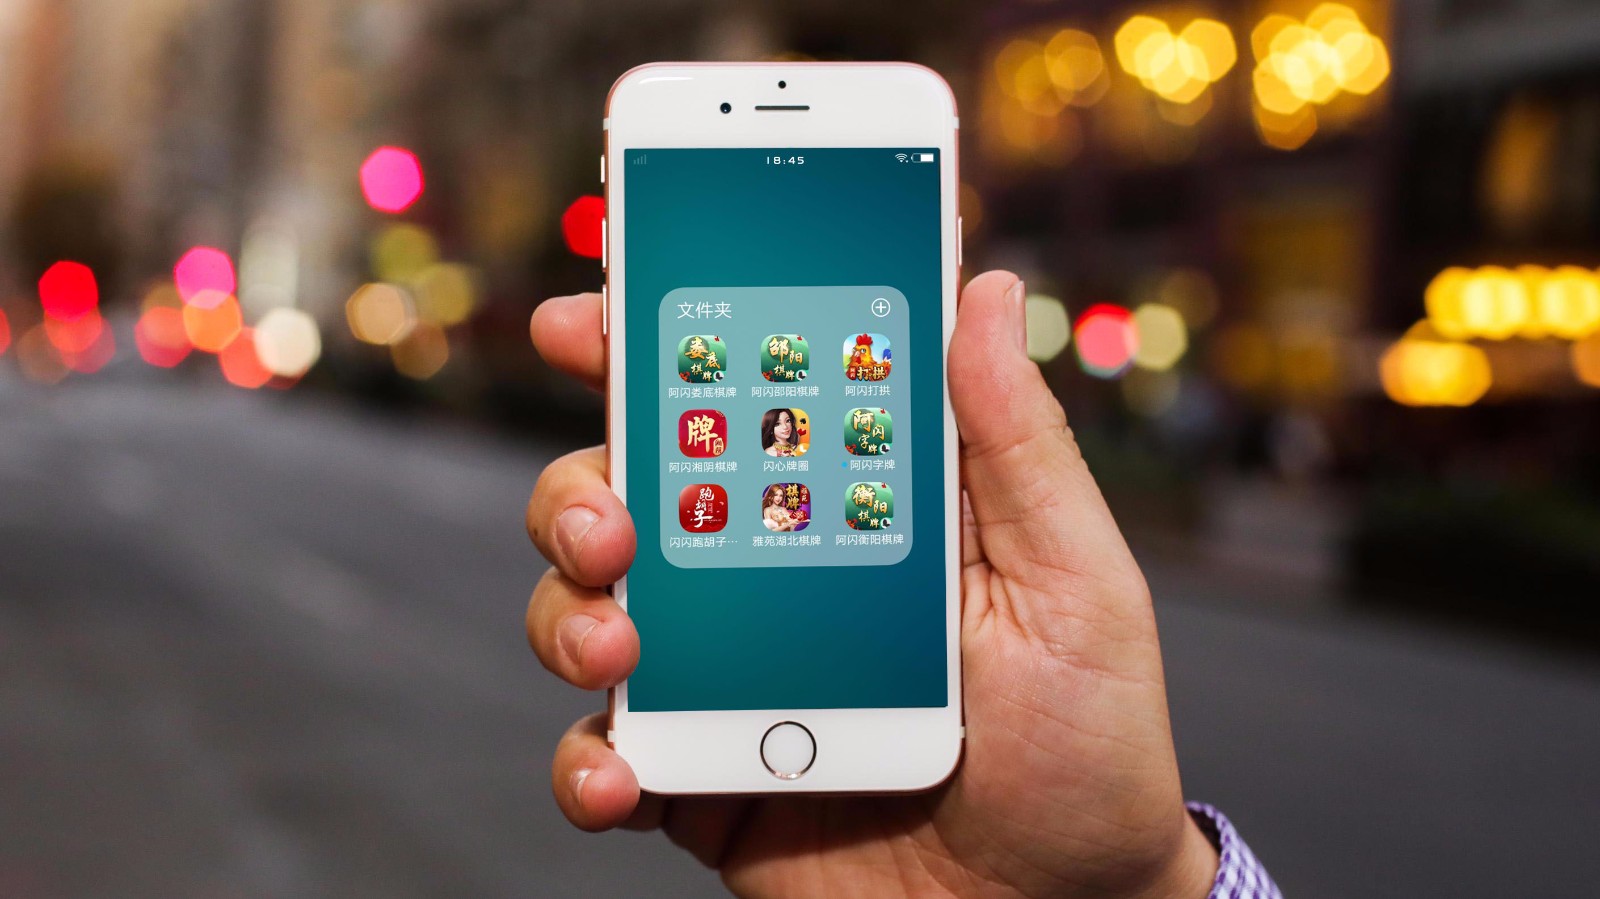 18:45
文件夹
娄底棋牌
邵阳棋牌
打拱
阿闪娄底棋牌 阿闪邵阳棋牌 阿闪打拱
牌
阿闪字牌
阿闪湘阴棋牌 闪心牌圈 阿闪字牌
跑胡子
棋牌
衡阳棋牌
闪闪跑胡子… 雅苑湖北棋牌 阿闪衡阳棋牌